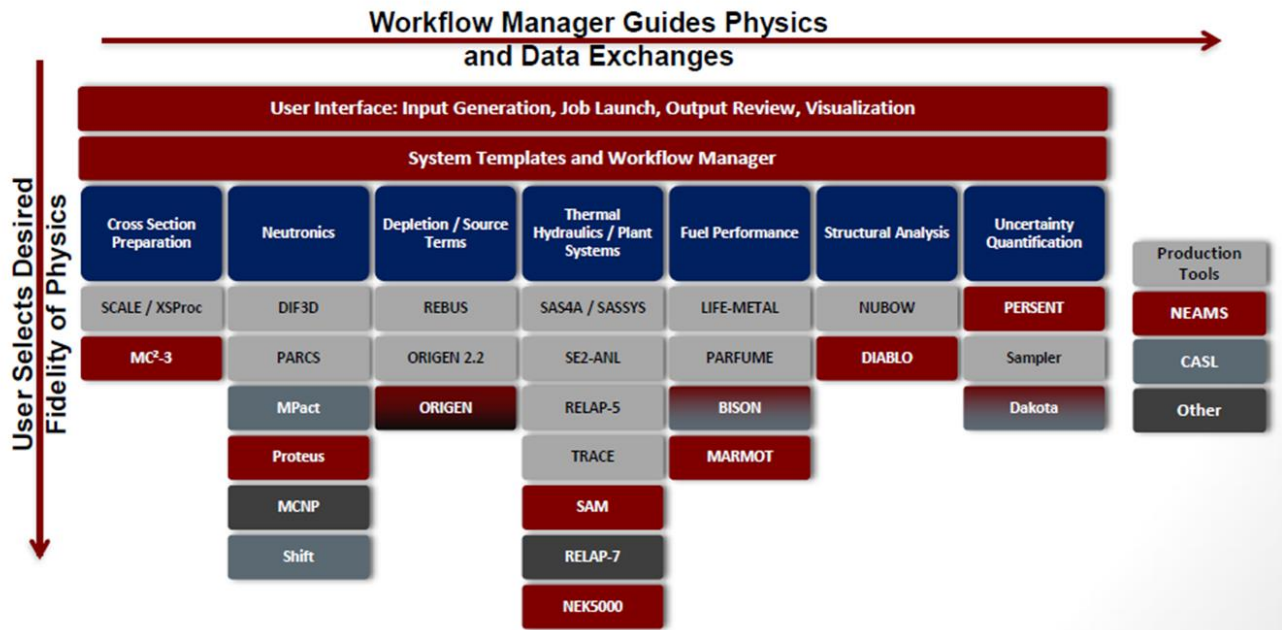 Workflow Manager Guides Physics
and Data Exchanges
User Selects Desired
Fidelity of Physics
User Interface: Input Generation, Job Launch, Output Review, Visualization
System Templates and Workflow Manager
Cross Section
Preparation
Neutronics
Depletion / Source
Terms
Thermal
Hydraulics / Plant
Systems
Fuel Performance
Structural Analysis
Uncertainty
Quantification
SCALE / XSProc
DIF3D
REBUS
SAS4A / SASSYS
LIFE-METAL
NUBOW
PERSENT
MC²-3
PARCS
ORIGEN 2.2
SE2-ANL
PARFUME
DIABLO
Sampler
MPact
ORIGEN
RELAP-5
BISON
Dakota
Proteus
TRACE
MARMOT
MCNP
SAM
Shift
RELAP-7
NEK5000
Production
Tools
NEAMS
CASL
Other